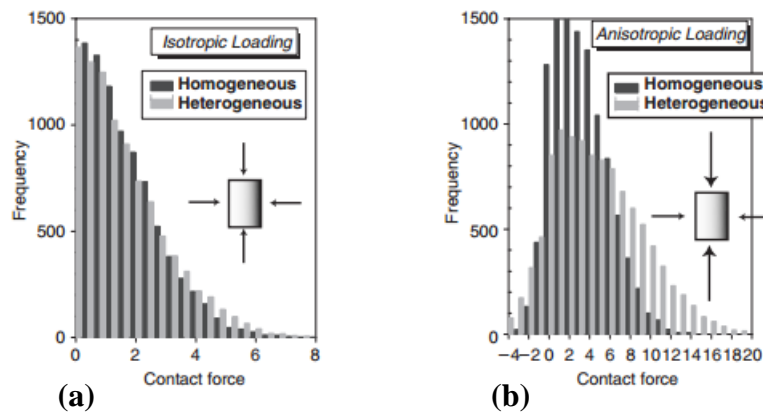 1500
Isotropic Loading
Homogeneous
Heterogeneous
1000
Frequency
500
0
0 2 4 6 8
Contact force
(a)
1500
Anisotropic Loading
Homogeneous
Heterogeneous
1000
Frequency
500
0
−4 −2 0 2 4 6 8 10 12 14 16 18 20
Contact force
(b)